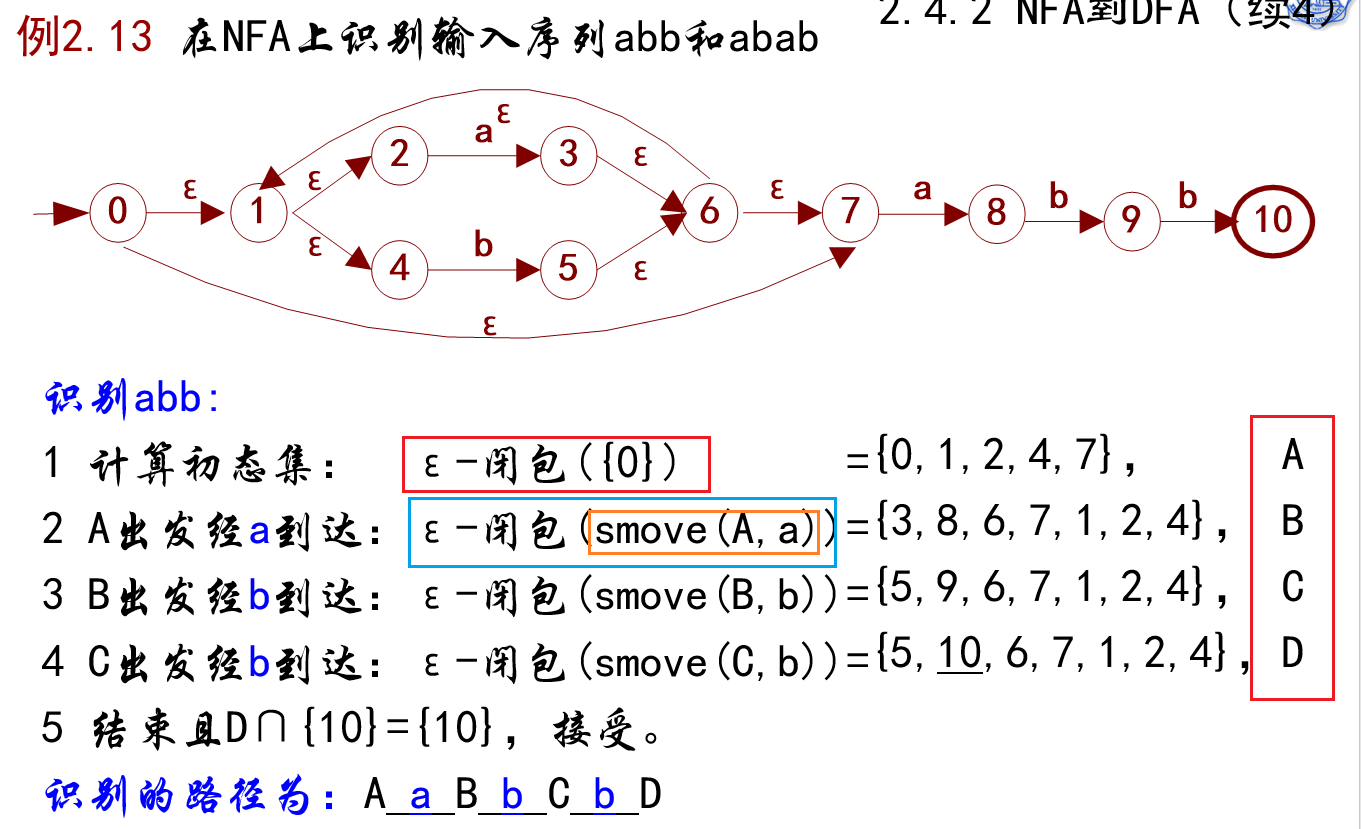 2.4.2 NFA到DFA（续4）
例2.13 在NFA上识别输入序列abb和abab
ε
a
2 3
ε ε
ε ε a b b
0 1 6 7 8 9 10
ε b ε
4 5
ε
识别abb:
1 计算初态集: ε-闭包({0}) ={0,1,2,4,7}, A
2 A出发经a到达: ε-闭包(smove(A,a))={3,8,6,7,1,2,4}, B
3 B出发经b到达: ε-闭包(smove(B,b))={5,9,6,7,1,2,4}, C
4 C出发经b到达: ε-闭包(smove(C,b))={5,10,6,7,1,2,4}, D
5 结束且D∩{10}={10}, 接受。
识别的路径为: A a B b C b D